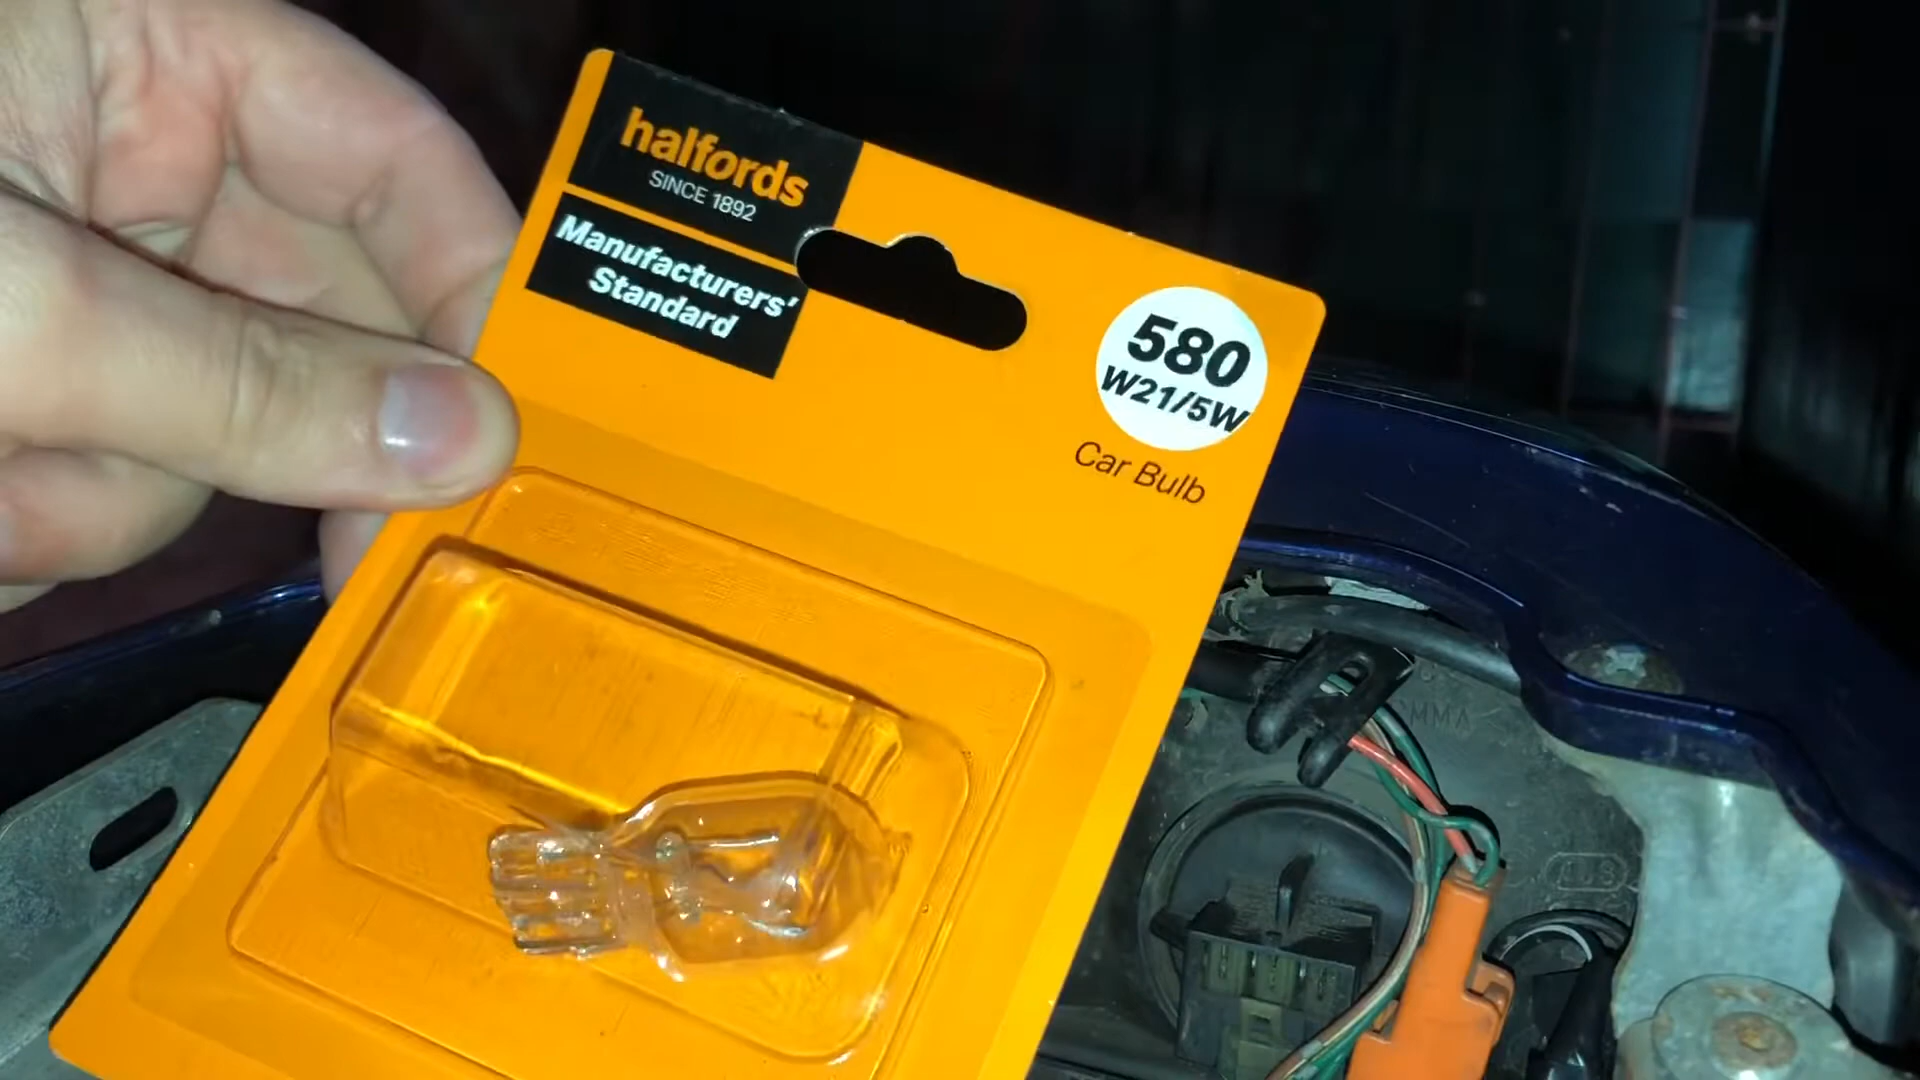 halfords
SINCE 1892
Manufacturers'
Standard
580
W21/5W
Car Bulb